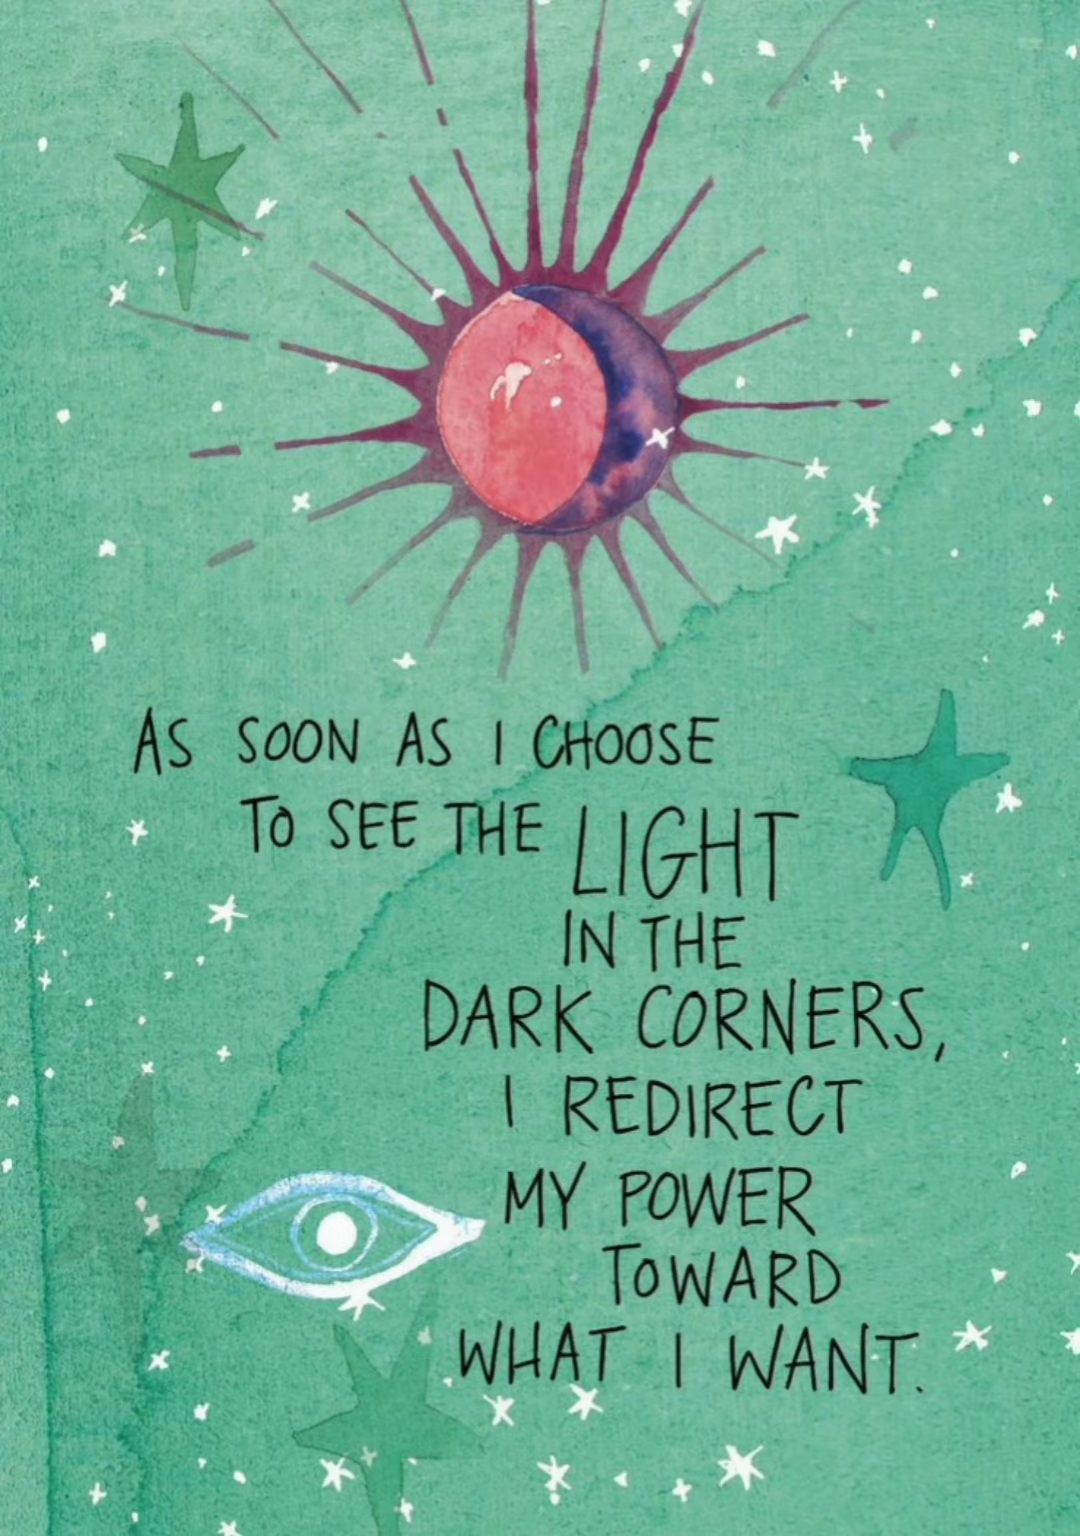 AS SOON AS I CHOOSE
TO SEE THE LIGHT
IN THE
DARK CORNERS,
I REDIRECT
MY POWER
TOWARD
WHAT I WANT.